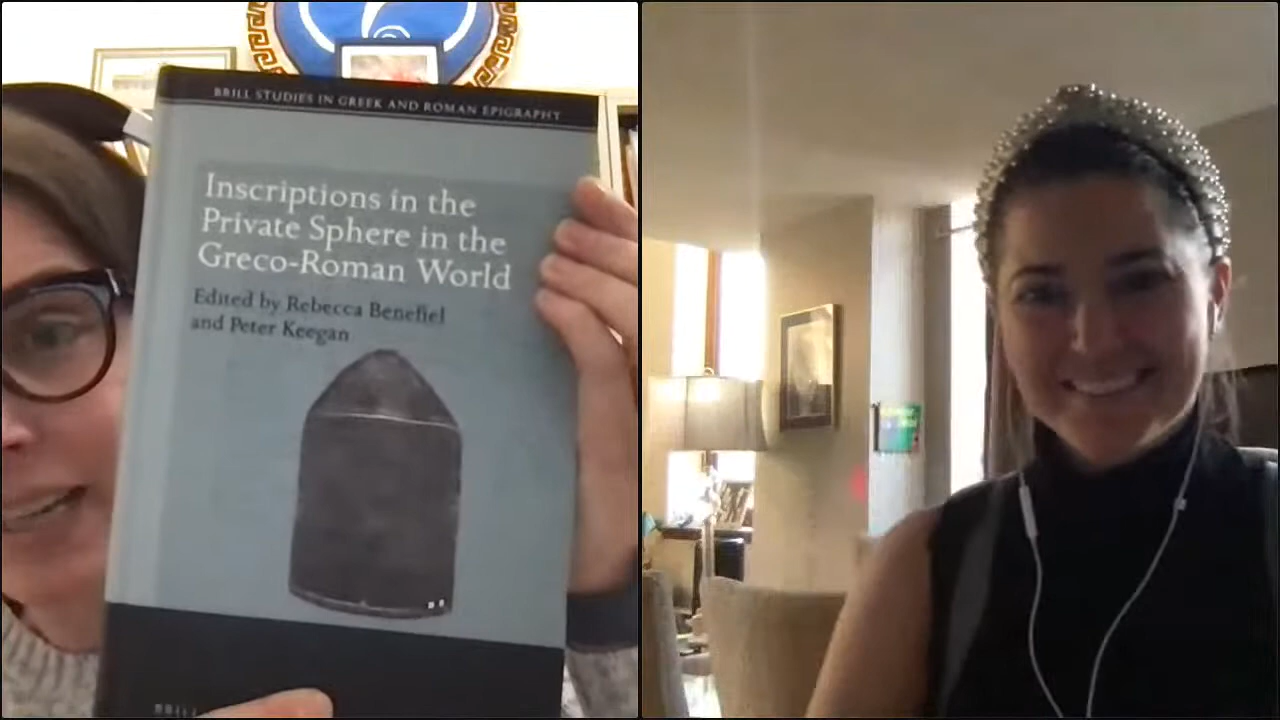 BRILL STUDIES IN GREEK AND ROMAN EPIGRAPHY
Inscriptions in the
Private Sphere in the
Greco-Roman World
Edited by Rebecca Benefiel
and Peter Keegan
BRILL